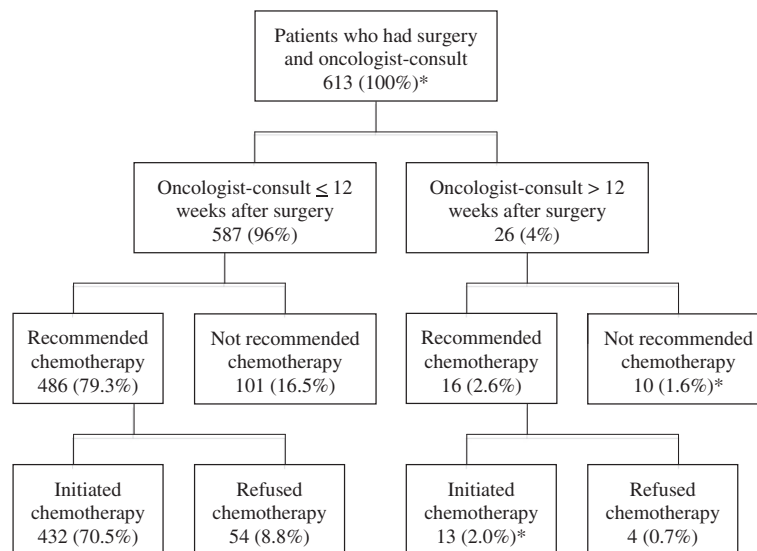 Patients who had surgery
and oncologist-consult
613 (100%)*
Oncologist-consult ≤ 12
weeks after surgery
587 (96%)
Oncologist-consult > 12
weeks after surgery
26 (4%)
Recommended
chemotherapy
486 (79.3%)
Not recommended
chemotherapy
101 (16.5%)
Recommended
chemotherapy
16 (2.6%)
Not recommended
chemotherapy
10 (1.6%)*
Initiated
chemotherapy
432 (70.5%)
Refused
chemotherapy
54 (8.8%)
Initiated
chemotherapy
13 (2.0%)*
Refused
chemotherapy
4 (0.7%)